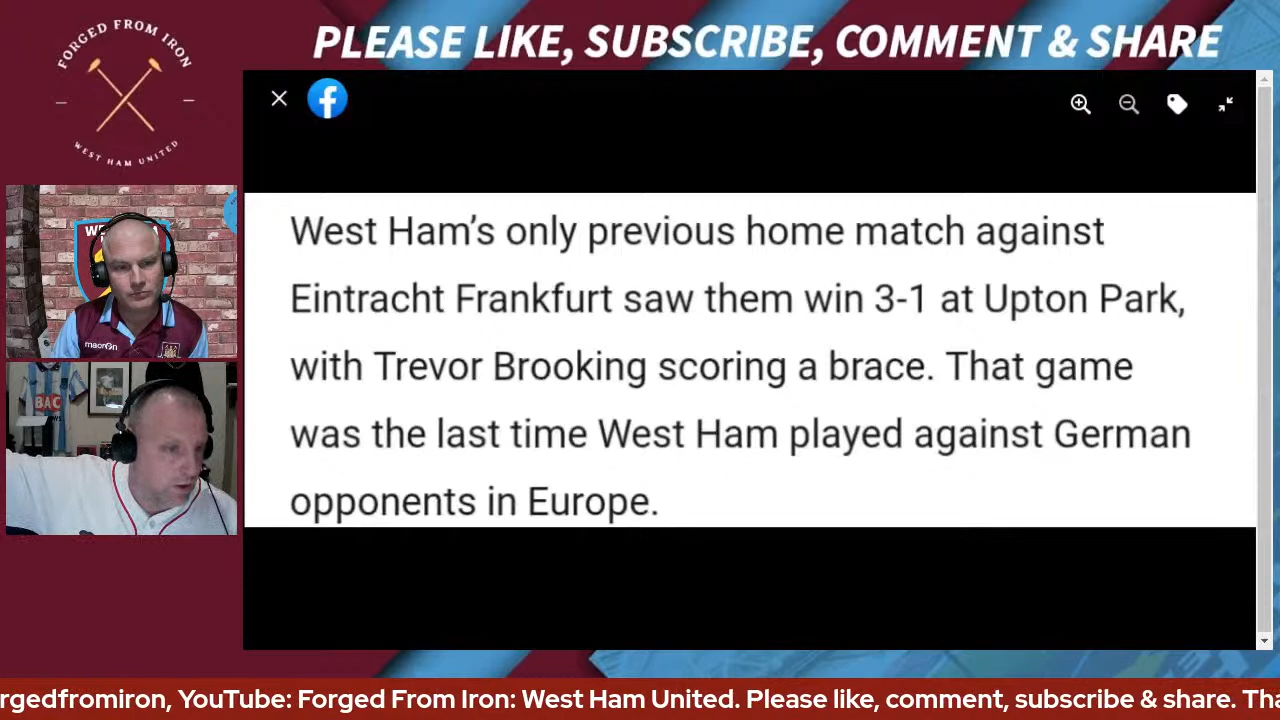 PLEASE LIKE, SUBSCRIBE, COMMENT & SHARE
FORGED FROM IRON
WEST HAM UNITED
West Ham's only previous home match against
Eintracht Frankfurt saw them win 3-1 at Upton Park,
with Trevor Brooking scoring a brace. That game
was the last time West Ham played against German
opponents in Europe.
macron
BAC
rgedfromiron, YouTube: Forged From Iron: West Ham United. Please like, comment, subscribe & share. Tha